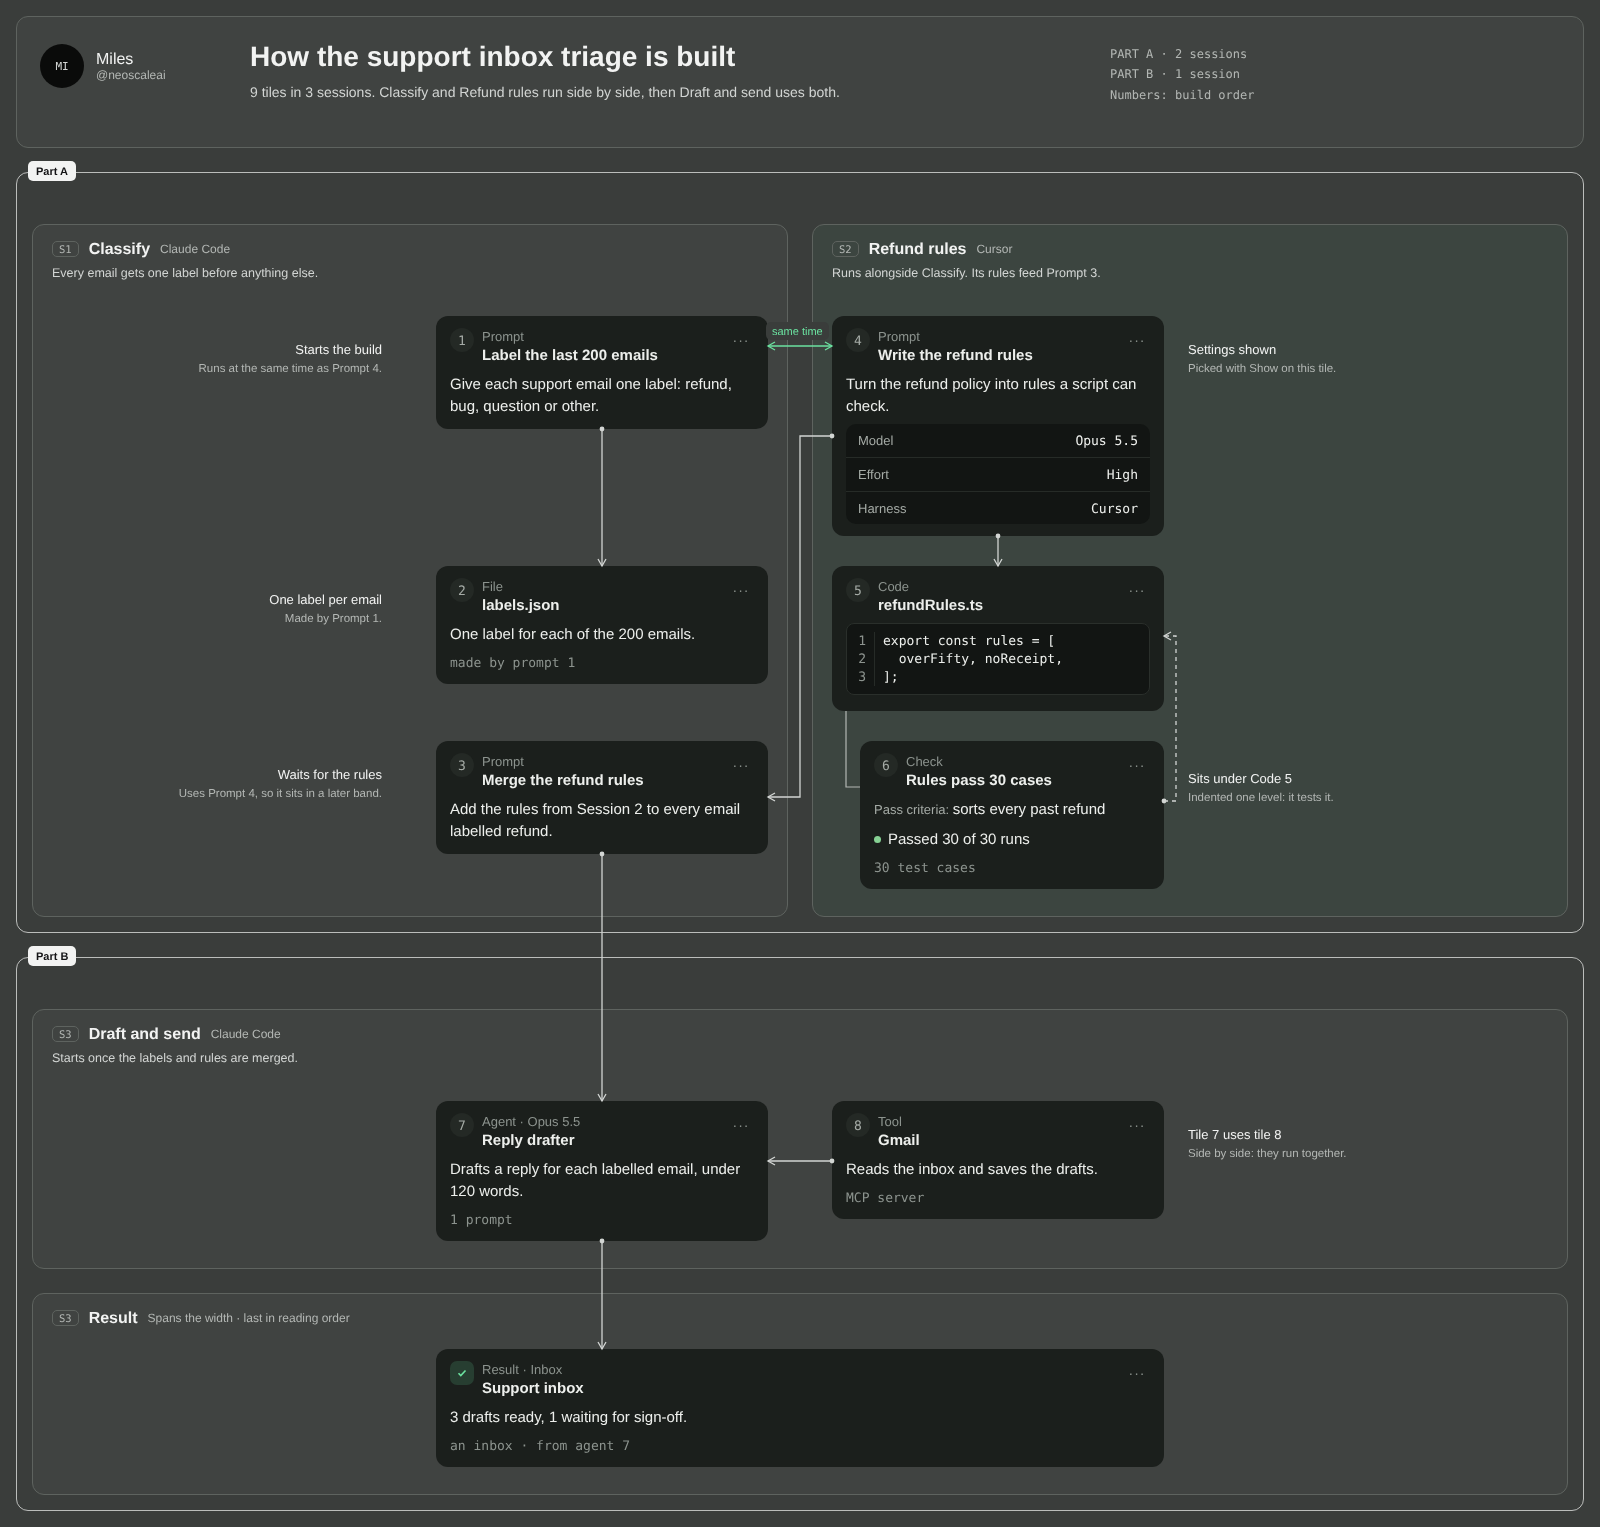 MI
Miles
@neoscaleai
How the support inbox triage is built
9 tiles in 3 sessions. Classify and Refund rules run side by side, then Draft and send uses both.
PART A · 2 sessions
PART B · 1 session
Numbers: build order
Part A
S1 Classify Claude Code
Every email gets one label before anything else.
Starts the build
Runs at the same time as Prompt 4.
1 Prompt ...
Label the last 200 emails
Give each support email one label: refund,
bug, question or other.
One label per email
Made by Prompt 1.
2 File ...
labels.json
One label for each of the 200 emails.
made by prompt 1
Waits for the rules
Uses Prompt 4, so it sits in a later band.
3 Prompt ...
Merge the refund rules
Add the rules from Session 2 to every email
labelled refund.
same time
S2 Refund rules Cursor
Runs alongside Classify. Its rules feed Prompt 3.
4 Prompt ...
Write the refund rules
Turn the refund policy into rules a script can
check.
Model Opus 5.5
Effort High
Harness Cursor
Settings shown
Picked with Show on this tile.
5 Code ...
refundRules.ts
1 export const rules = [
2 overFifty, noReceipt,
3 ];
6 Check ...
Rules pass 30 cases
Pass criteria: sorts every past refund
Passed 30 of 30 runs
30 test cases
Sits under Code 5
Indented one level: it tests it.
Part B
S3 Draft and send Claude Code
Starts once the labels and rules are merged.
7 Agent · Opus 5.5 ...
Reply drafter
Drafts a reply for each labelled email, under
120 words.
1 prompt
8 Tool ...
Gmail
Reads the inbox and saves the drafts.
MCP server
Tile 7 uses tile 8
Side by side: they run together.
S3 Result Spans the width · last in reading order
Result · Inbox ...
Support inbox
3 drafts ready, 1 waiting for sign-off.
an inbox · from agent 7